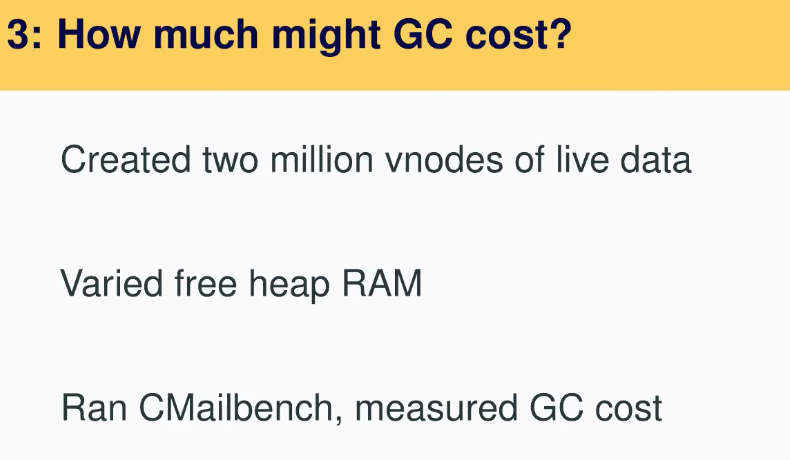 3: How much might GC cost?
Created two million vnodes of live data
Varied free heap RAM
Ran CMailbench, measured GC cost